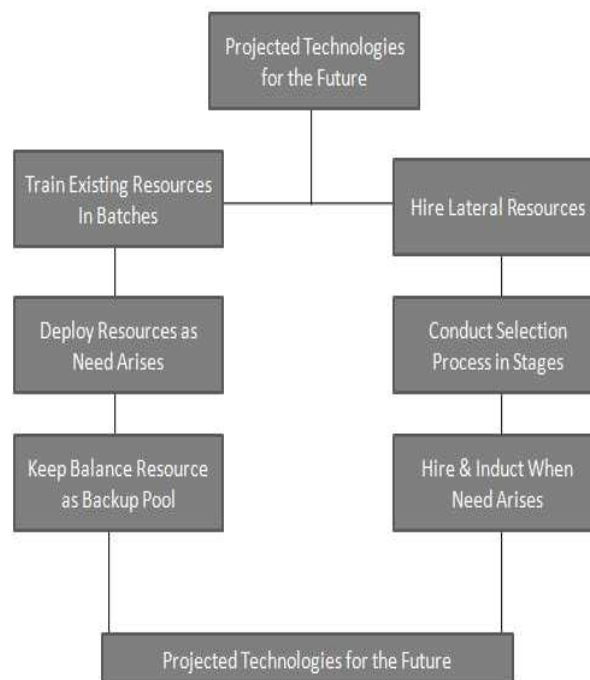 Projected Technologies
for the Future
Train Existing Resources
In Batches
Hire Lateral Resources
Deploy Resources as
Need Arises
Conduct Selection
Process in Stages
Keep Balance Resource
as Backup Pool
Hire & Induct When
Need Arises
Projected Technologies for the Future